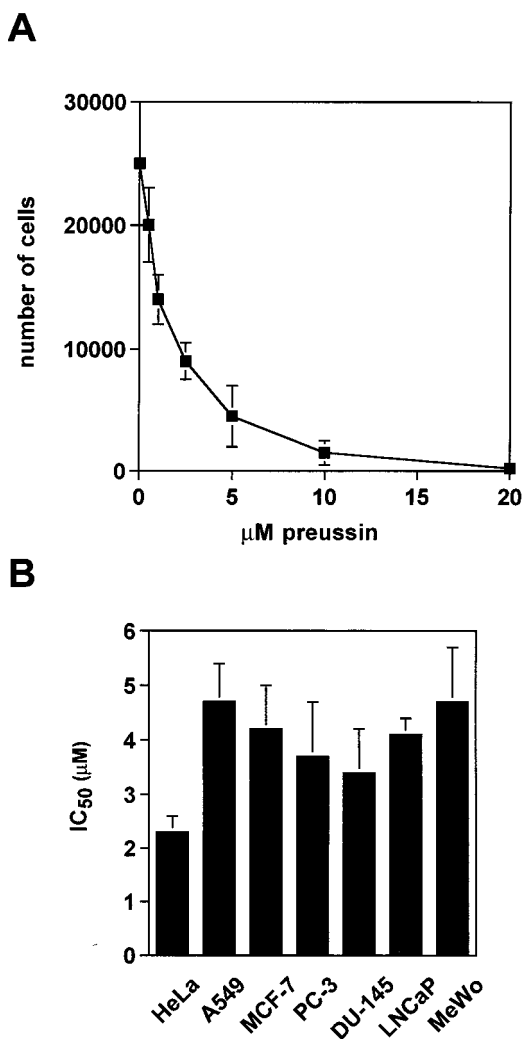 A
30000
20000
10000
0
number of cells
0 5 10 15 20
μM preussin
B
6
5
4
3
2
1
0
IC50 (μM)
HeLa A549 MCF-7 PC-3 DU-145 LNCaP MeWo